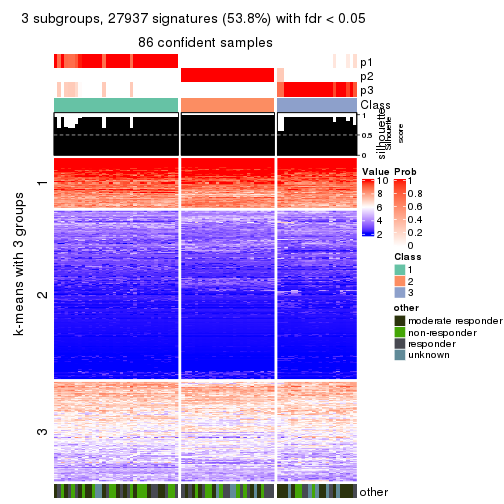 3 subgroups, 27937 signatures (53.8%) with fdr < 0.05
86 confident samples
p1
p2
p3
Class
silhouette
Silhouette
score
1
0.5
0
k-means with 3 groups
1
2
3
Value
10
8
6
4
2
Prob
1
0.8
0.6
0.4
0.2
0
Class
1
2
3
other
moderate responder
non-responder
responder
unknown
other